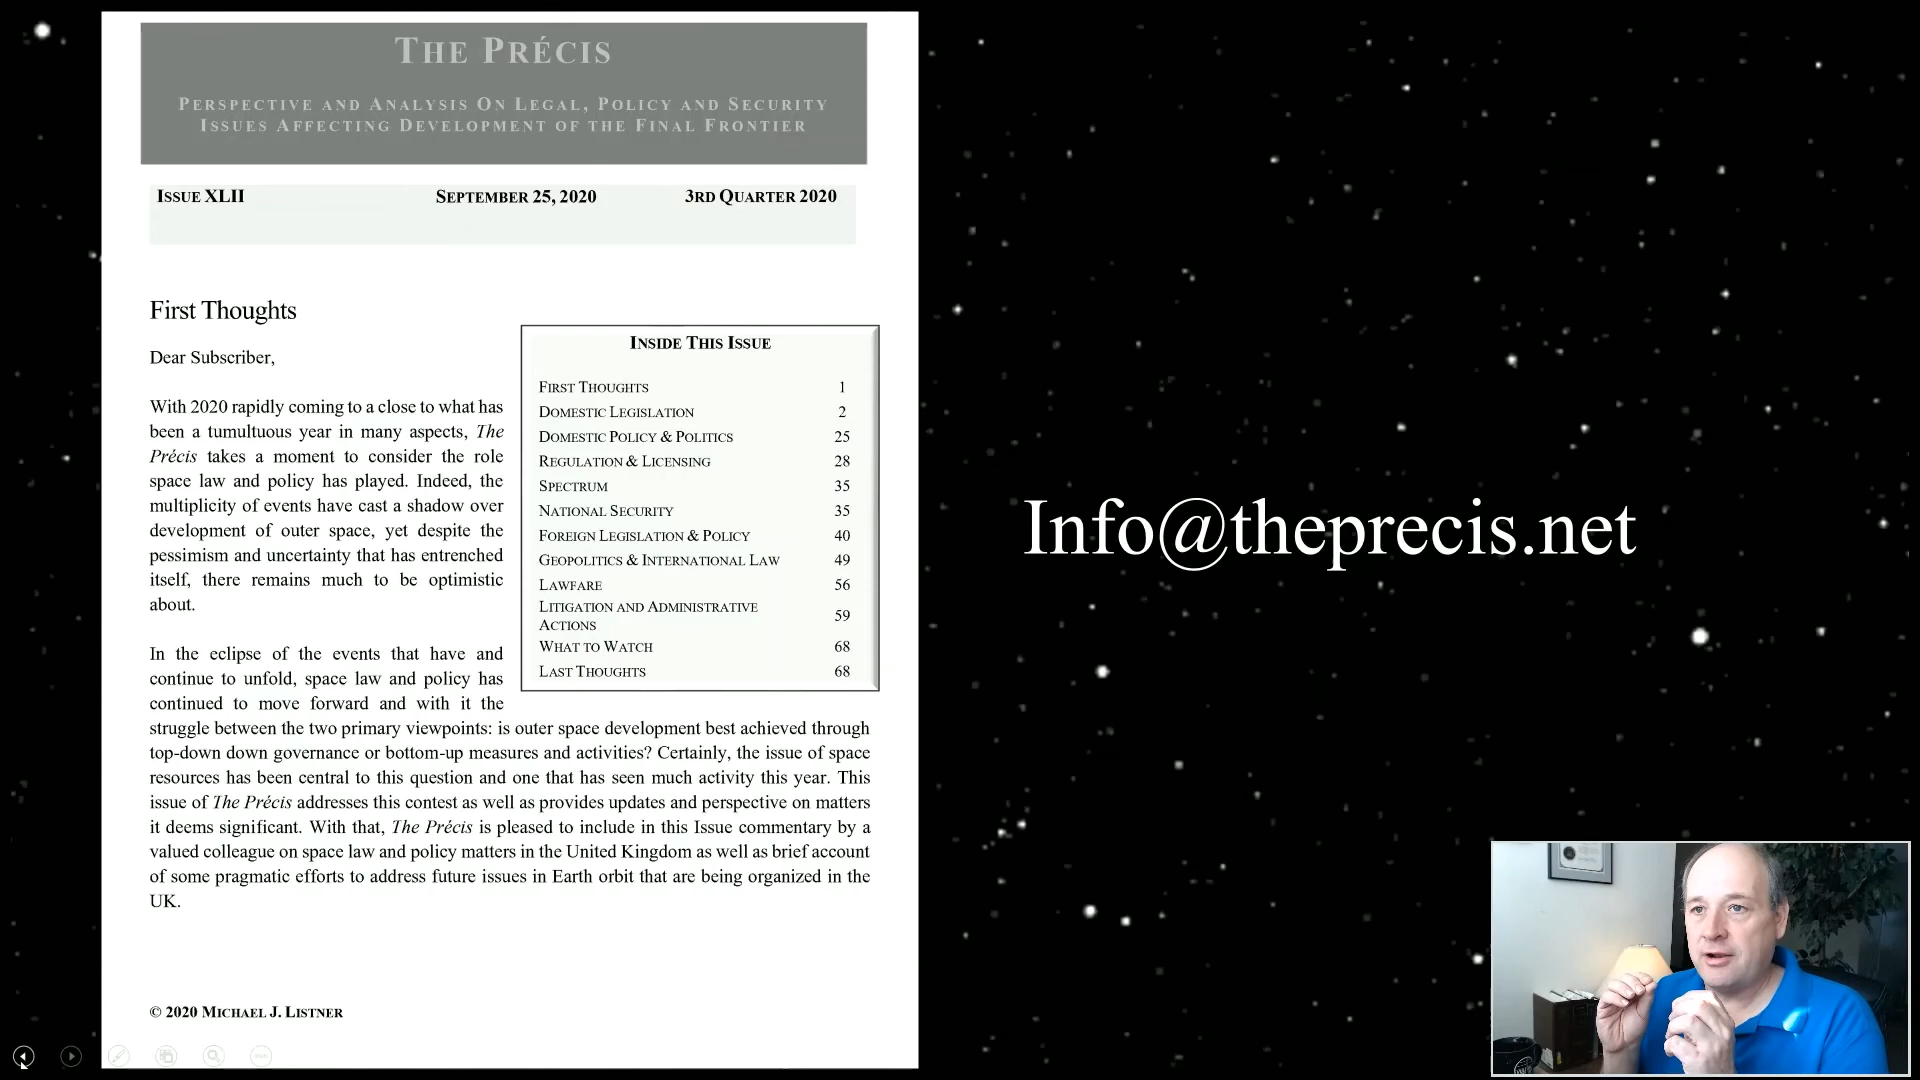 THE PRÉCIS
PERSPECTIVE AND ANALYSIS ON LEGAL, POLICY AND SECURITY
ISSUES AFFECTING DEVELOPMENT OF THE FINAL FRONTIER
ISSUE XLII SEPTEMBER 25, 2020 3RD QUARTER 2020
First Thoughts
Dear Subscriber,
With 2020 rapidly coming to a close to what has
been a tumultuous year in many aspects, The
Précis takes a moment to consider the role
space law and policy has played. Indeed, the
multiplicity of events have cast a shadow over
development of outer space, yet despite the
pessimism and uncertainty that has entrenched
itself, there remains much to be optimistic
about.
In the eclipse of the events that have and
continue to unfold, space law and policy has
continued to move forward and with it the
struggle between the two primary viewpoints: is outer space development best achieved through
top-down down governance or bottom-up measures and activities? Certainly, the issue of space
resources has been central to this question and one that has seen much activity this year. This
issue of The Précis addresses this contest as well as provides updates and perspective on matters
it deems significant. With that, The Précis is pleased to include in this Issue commentary by a
valued colleague on space law and policy matters in the United Kingdom as well as brief account
of some pragmatic efforts to address future issues in Earth orbit that are being organized in the
UK.
INSIDE THIS ISSUE
FIRST THOUGHTS 1
DOMESTIC LEGISLATION 2
DOMESTIC POLICY & POLITICS 25
REGULATION & LICENSING 28
SPECTRUM 35
NATIONAL SECURITY 35
FOREIGN LEGISLATION & POLICY 40
GEOPOLITICS & INTERNATIONAL LAW 49
LAWFARE 56
LITIGATION AND ADMINISTRATIVE
ACTIONS 59
WHAT TO WATCH 68
LAST THOUGHTS 68
© 2020 MICHAEL J. LISTNER
Info@theprecis.net